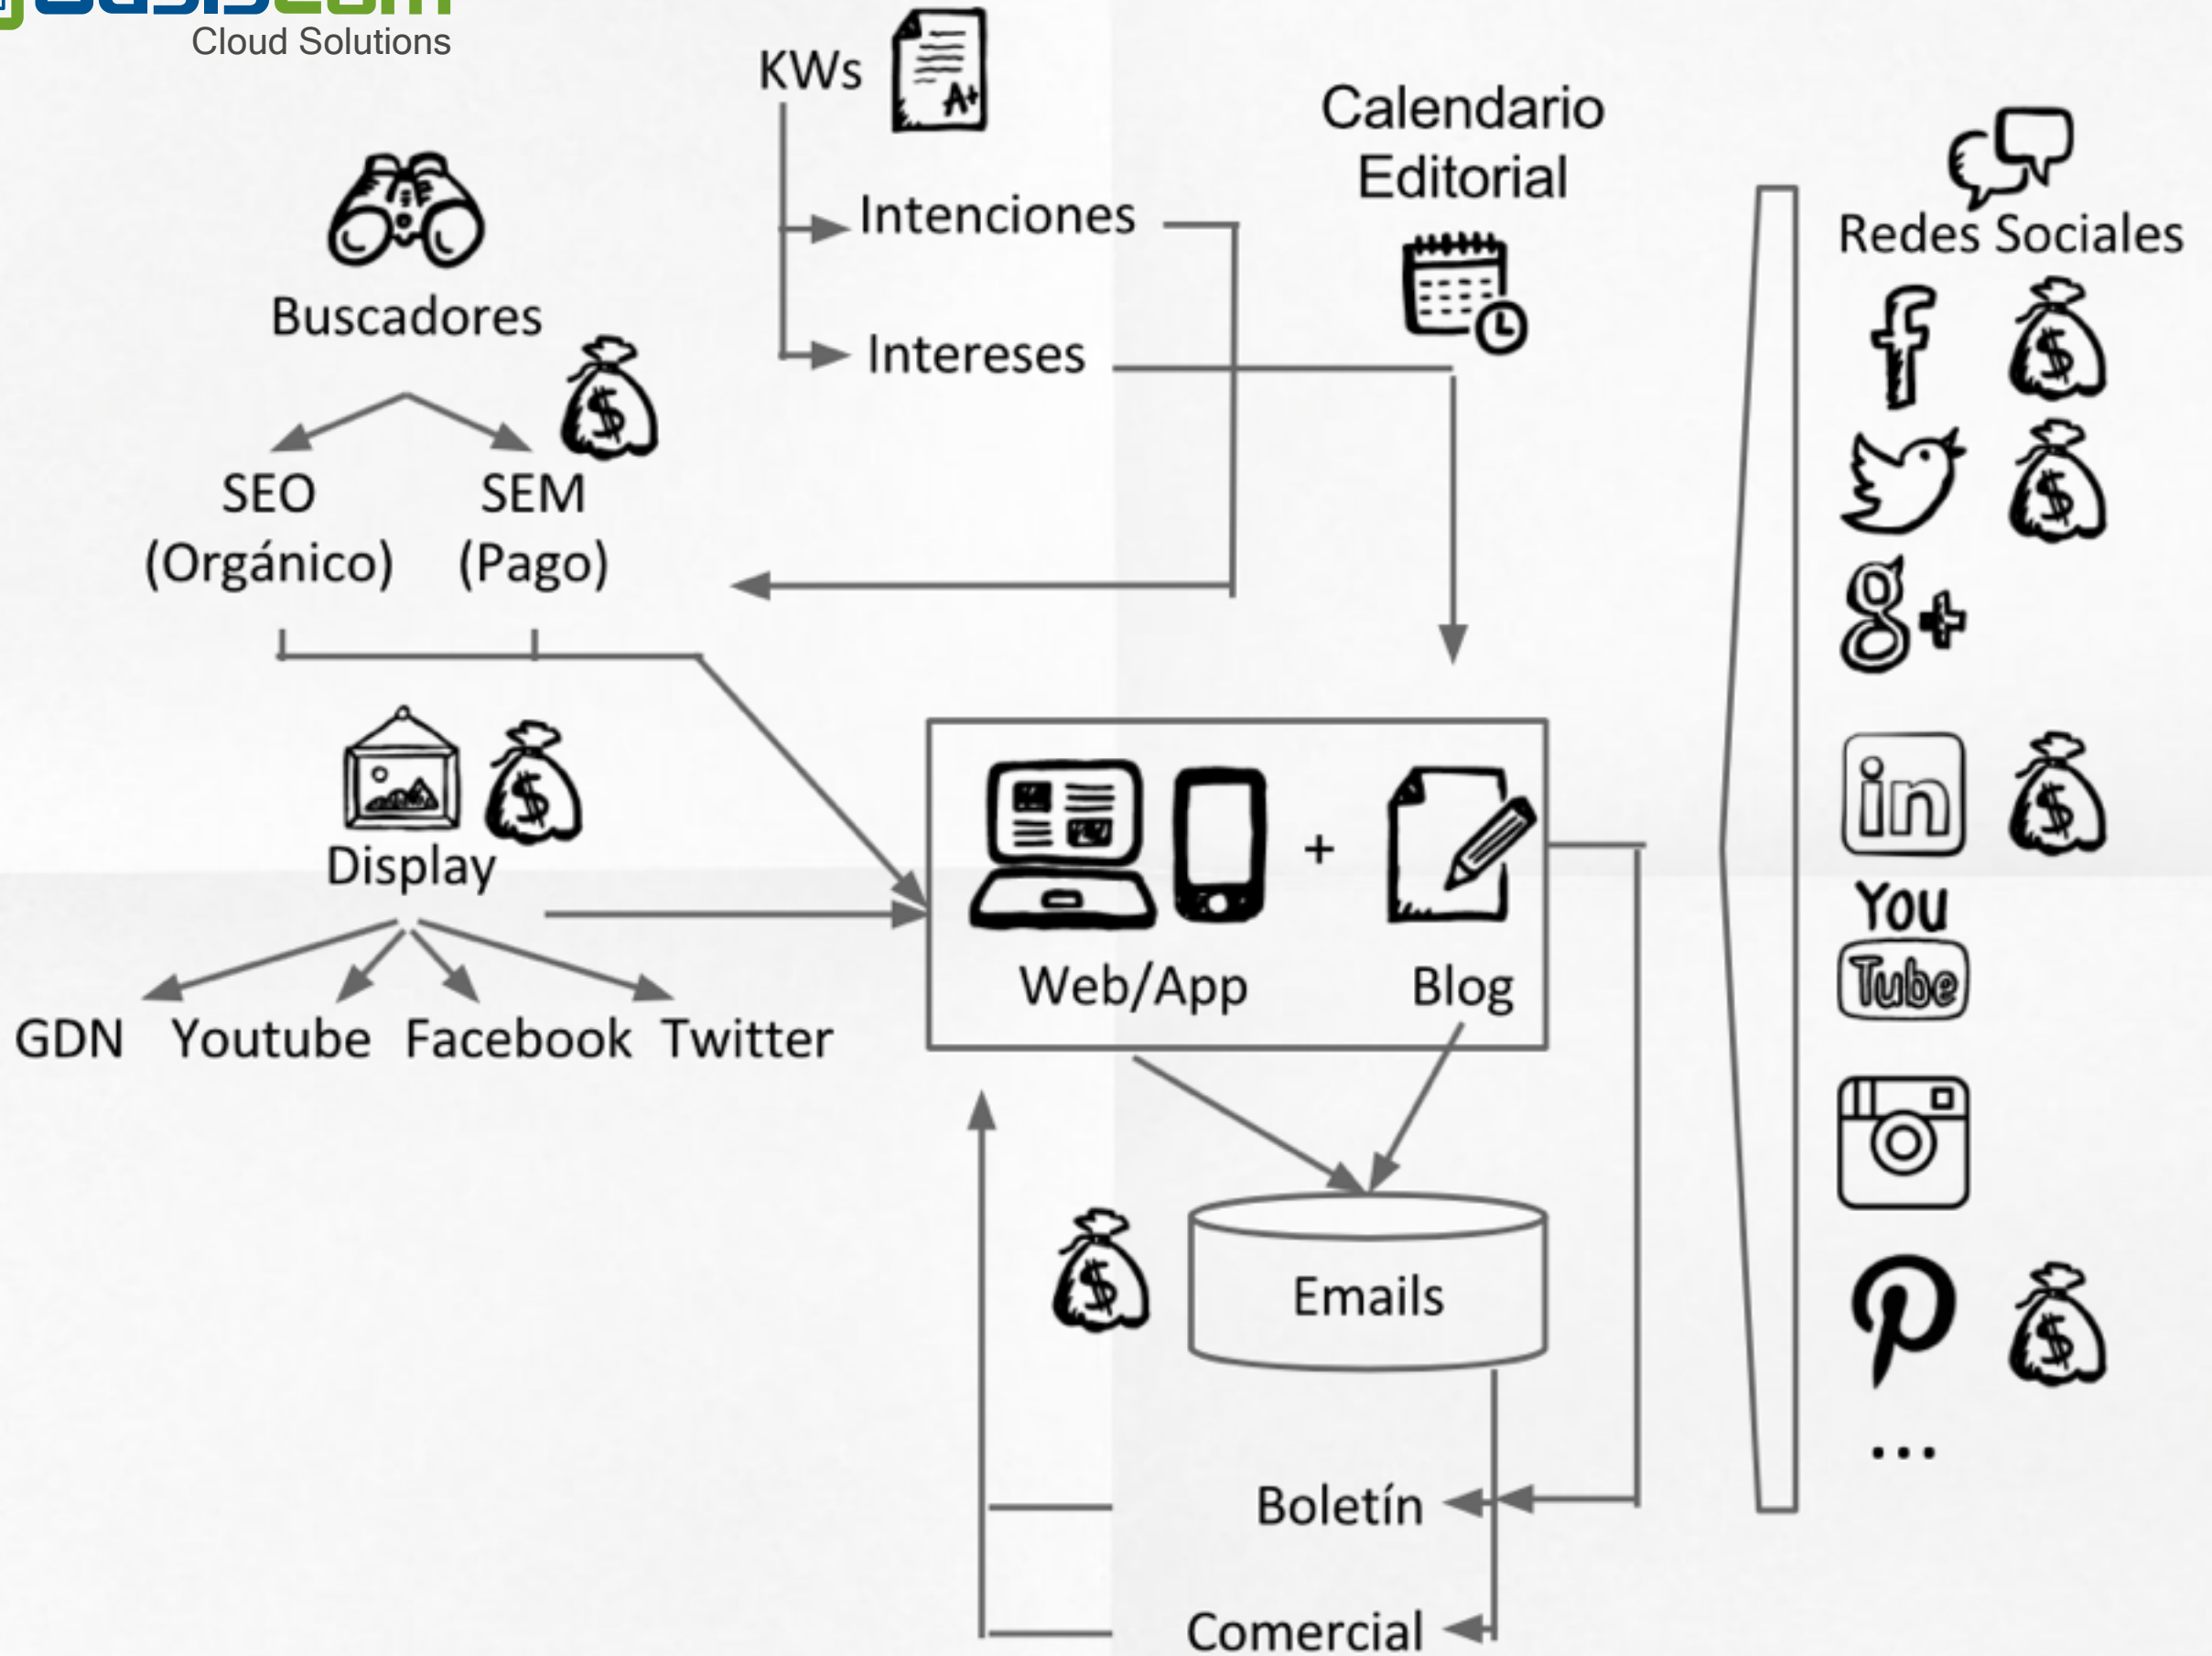 Cloud Solutions
KWs
A+
Calendario
Editorial
Intenciones
Redes Sociales
Buscadores
Intereses
f
$
$
SEO
SEM
$
(Orgánico)
(Pago)
g+
$
Display
in
$
+
You
Tube
Web/App
Blog
GDN
Youtube
Facebook
Twitter
$
Emails
$
...
Boletín
Comercial